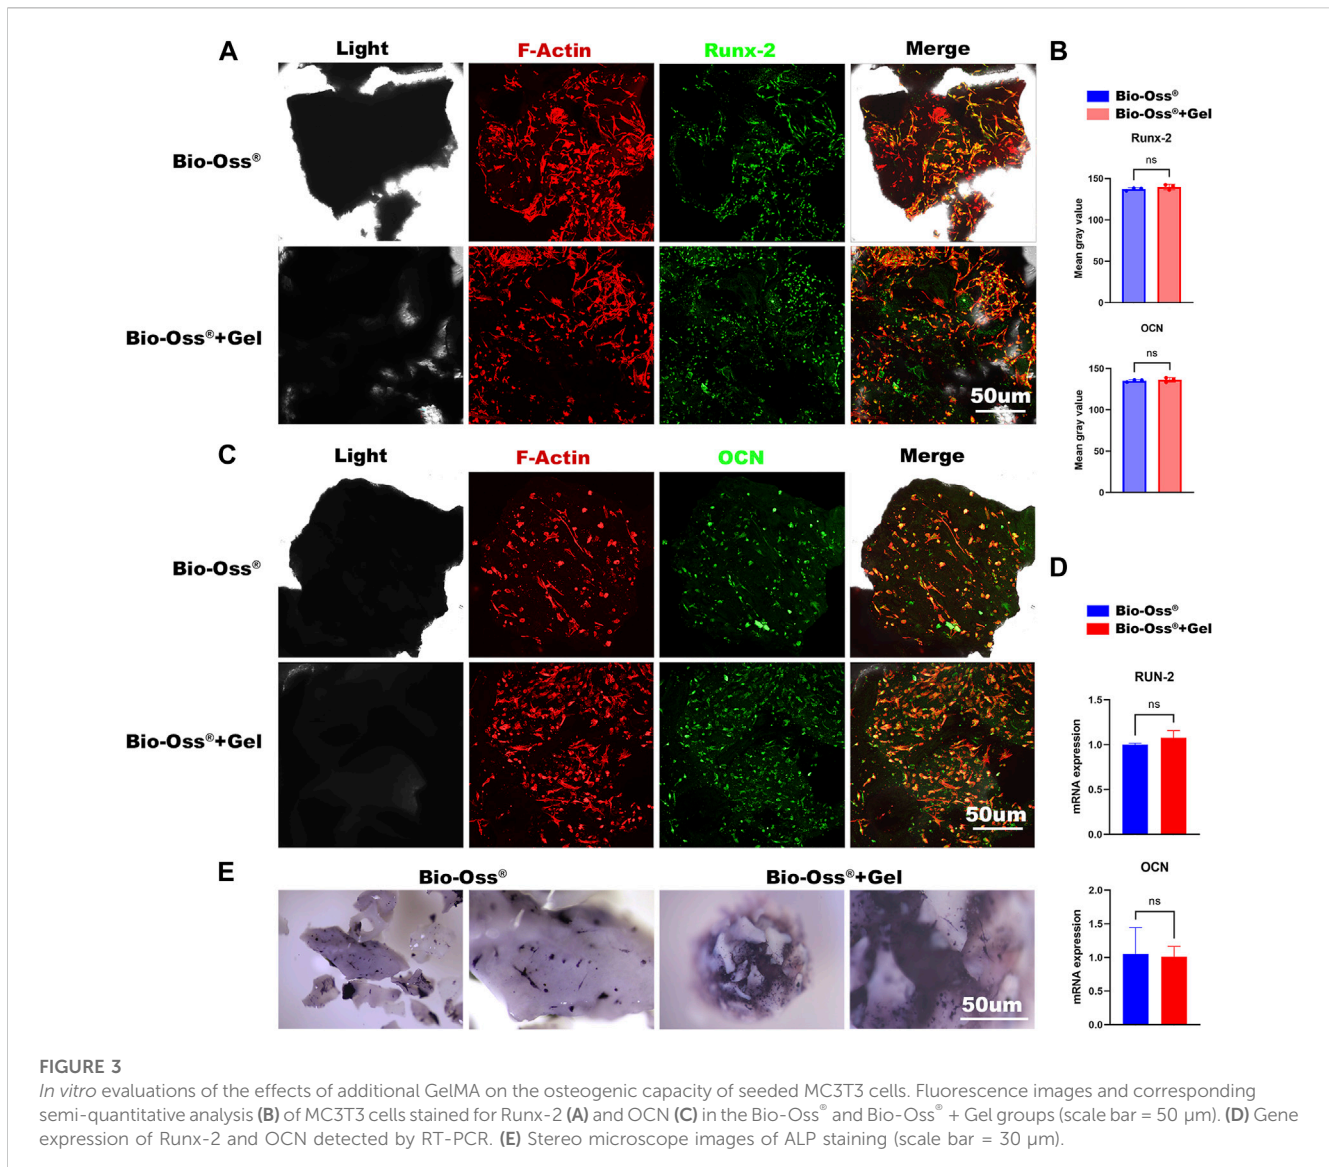 A
Light
F-Actin
Runx-2
Merge
Bio-Oss®
Bio-Oss®+Gel
50um
B
Bio-Oss®
Bio-Oss®+Gel
Runx-2
ns
150
100
50
0
Mean gray value
OCN
ns
150
100
50
0
Mean gray value
C
Light
F-Actin
OCN
Merge
Bio-Oss®
Bio-Oss®+Gel
50um
D
Bio-Oss®
Bio-Oss®+Gel
RUN-2
ns
1.5
1.0
0.5
0.0
mRNA expression
OCN
ns
2.0
1.5
1.0
0.5
0.0
mRNA expression
E
Bio-Oss®
Bio-Oss®+Gel
50um
FIGURE 3
In vitro evaluations of the effects of additional GelMA on the osteogenic capacity of seeded MC3T3 cells. Fluorescence images and corresponding
semi-quantitative analysis (B) of MC3T3 cells stained for Runx-2 (A) and OCN (C) in the Bio-Oss® and Bio-Oss® + Gel groups (scale bar = 50 μm). (D) Gene
expression of Runx-2 and OCN detected by RT-PCR. (E) Stereo microscope images of ALP staining (scale bar = 30 μm).